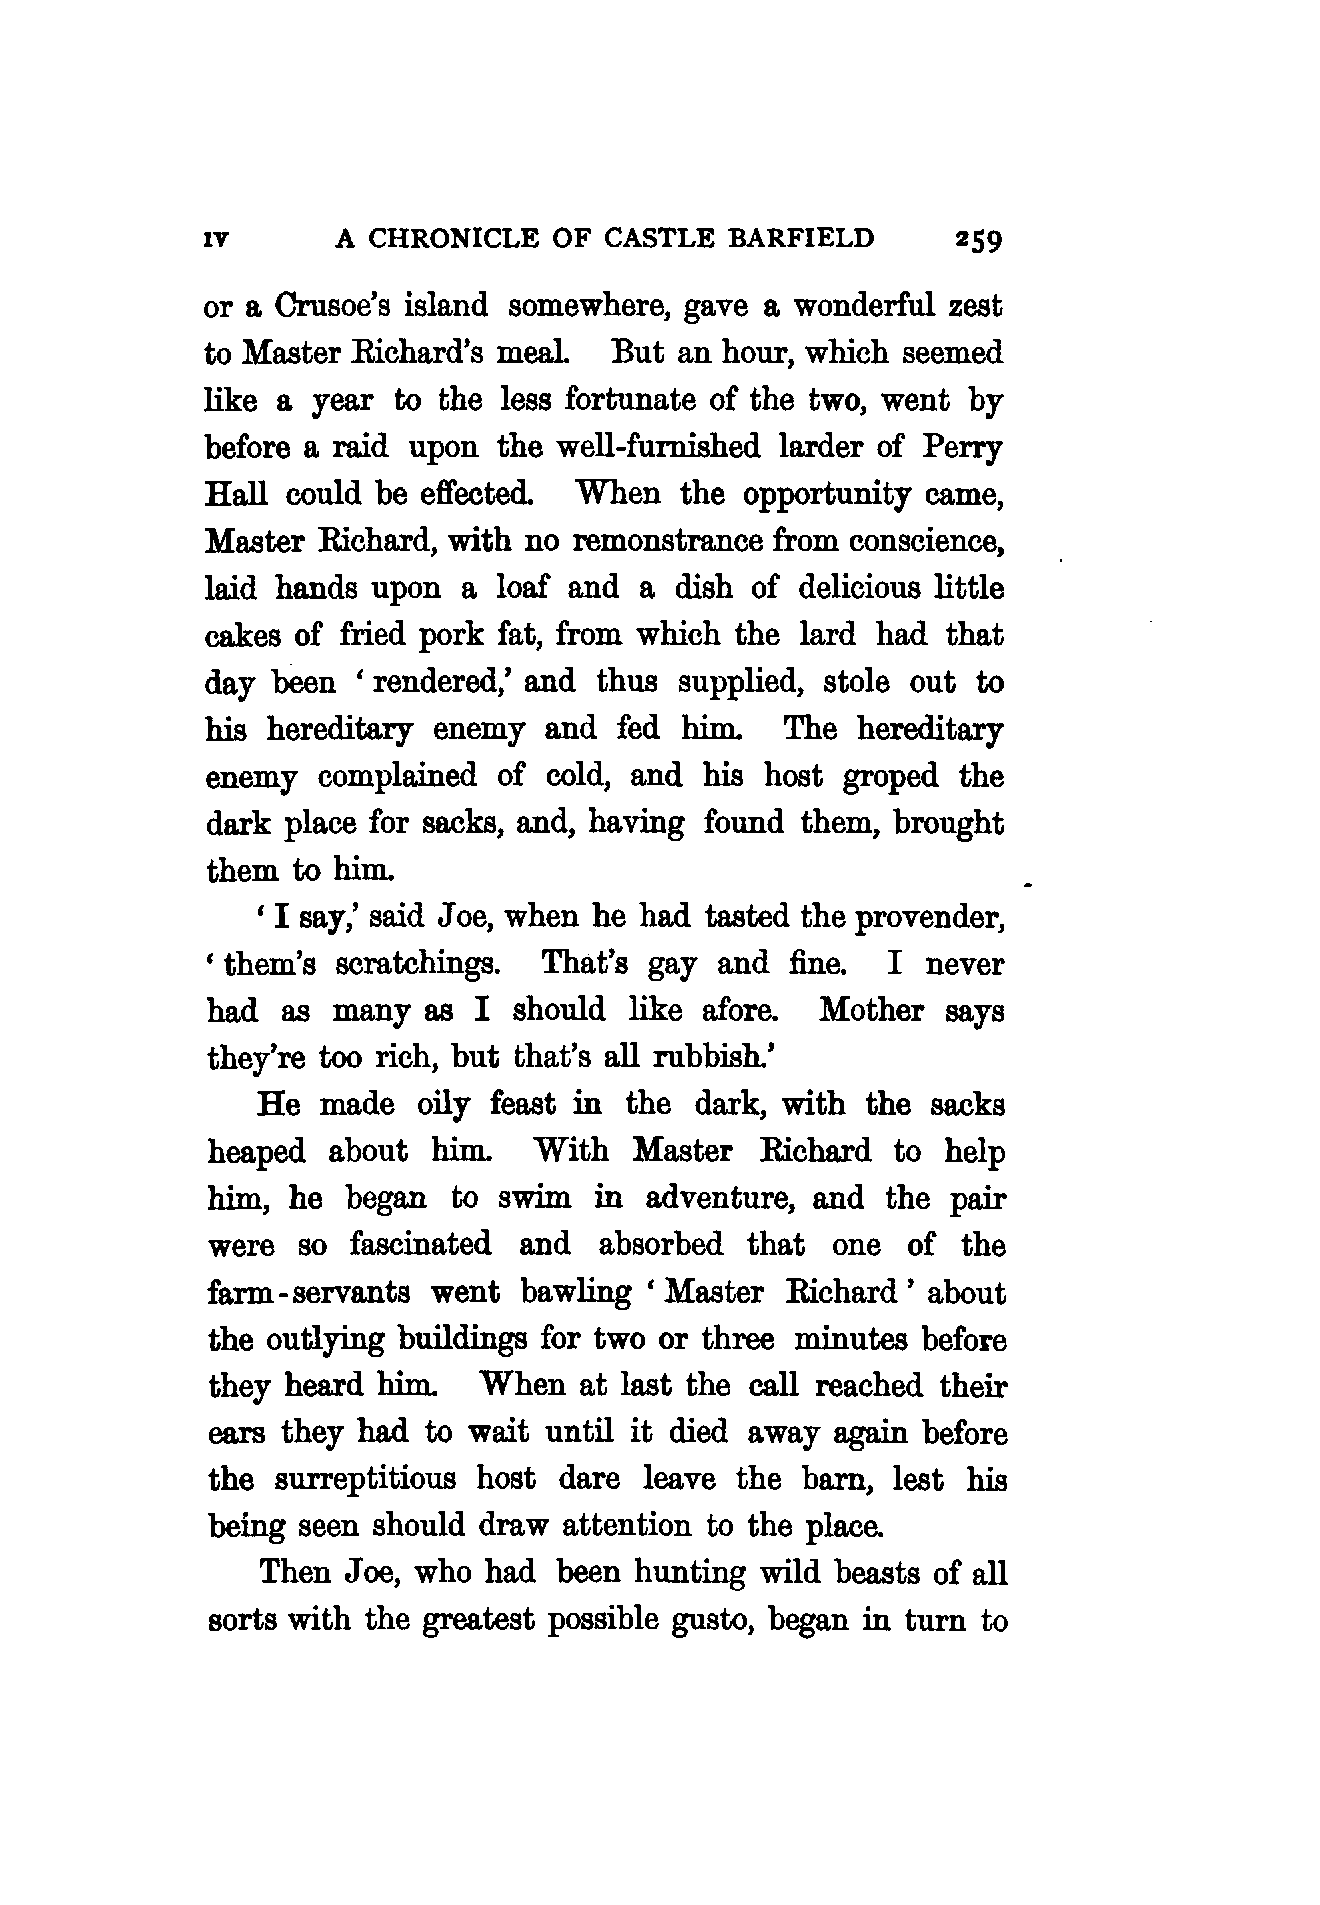 IV A CHRONICLE OF CASTLE BARFIELD 259
or a Crusoe's island somewhere, gave a wonderful zest
to Master Richard's meal. But an hour, which seemed
like a year to the less fortunate of the two, went by
before a raid upon the well-furnished larder of Perry
Hall could be effected. When the opportunity came,
Master Richard, with no remonstrance from conscience,
laid hands upon a loaf and a dish of delicious little
cakes of fried pork fat, from which the lard had that
day been ‘ rendered,’ and thus supplied, stole out to
his hereditary enemy and fed him. The hereditary
enemy complained of cold, and his host groped the
dark place for sacks, and, having found them, brought
them to him.
‘ I say,’ said Joe, when he had tasted the provender,
‘ them's scratchings. That's gay and fine. I never
had as many as I should like afore. Mother says
they're too rich, but that's all rubbish.’
He made oily feast in the dark, with the sacks
heaped about him. With Master Richard to help
him, he began to swim in adventure, and the pair
were so fascinated and absorbed that one of the
farm-servants went bawling ‘ Master Richard ’ about
the outlying buildings for two or three minutes before
they heard him. When at last the call reached their
ears they had to wait until it died away again before
the surreptitious host dare leave the barn, lest his
being seen should draw attention to the place.
Then Joe, who had been hunting wild beasts of all
sorts with the greatest possible gusto, began in turn to